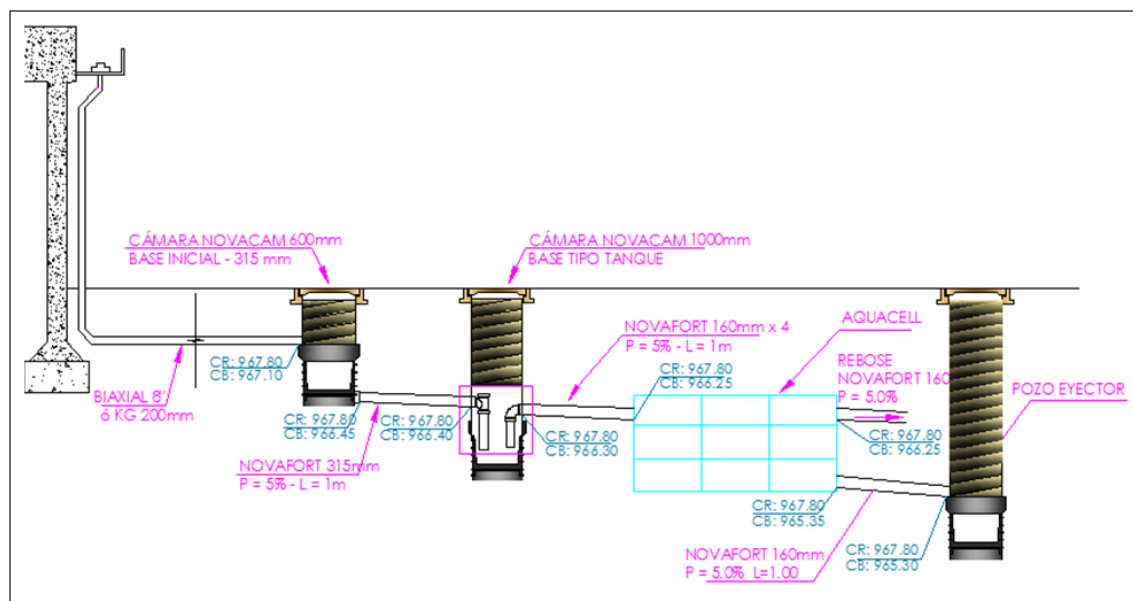 CÁMARA NOVACAM 600mm
BASE INICIAL - 315 mm
CÁMARA NOVACAM 1000mm
BASE TIPO TANQUE
NOVAFORT 160mm x 4
P = 5% - L = 1m
AQUACELL
REBOSE
NOVAFORT 160
P = 5.0%
POZO EYECTOR
CR: 967.80
CB: 967.10
BIAXIAL 8'
6 KG 200mm
CR: 967.80
CB: 966.45
CR: 967.80
CB: 966.40
CR: 967.80
CB: 966.30
CR: 967.80
CB: 966.25
CR: 967.80
CB: 966.25
NOVAFORT 315mm
P = 5% - L = 1m
CR: 967.80
CB: 965.35
NOVAFORT 160mm
P = 5.0% L=1.00
CR: 967.80
CB: 965.30